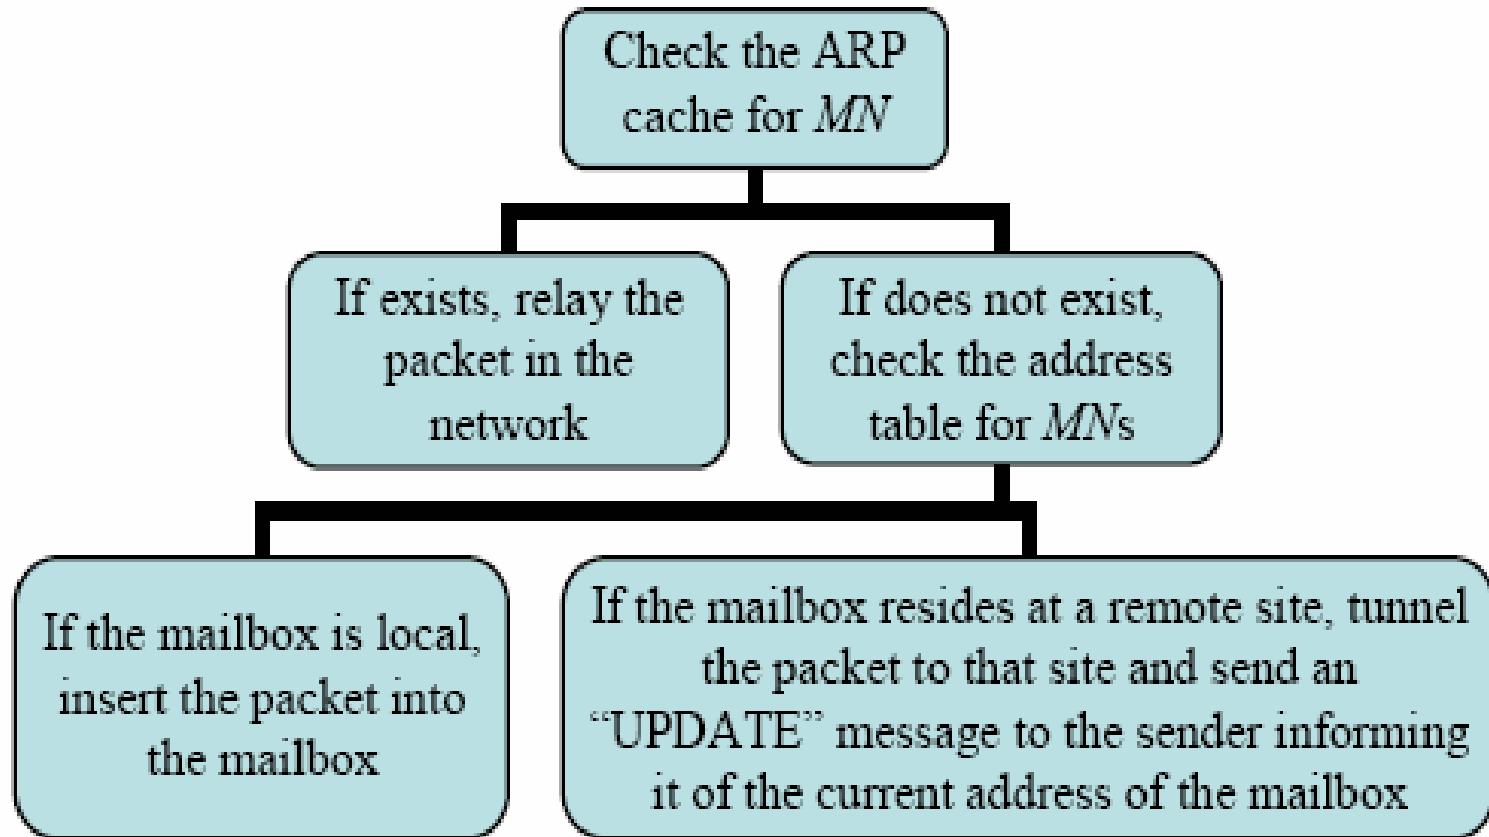 Check the ARP
cache for MN
If exists, relay the
packet in the
network
If does not exist,
check the address
table for MNs
If the mailbox is local,
insert the packet into
the mailbox
If the mailbox resides at a remote site, tunnel
the packet to that site and send an
“UPDATE” message to the sender informing
it of the current address of the mailbox